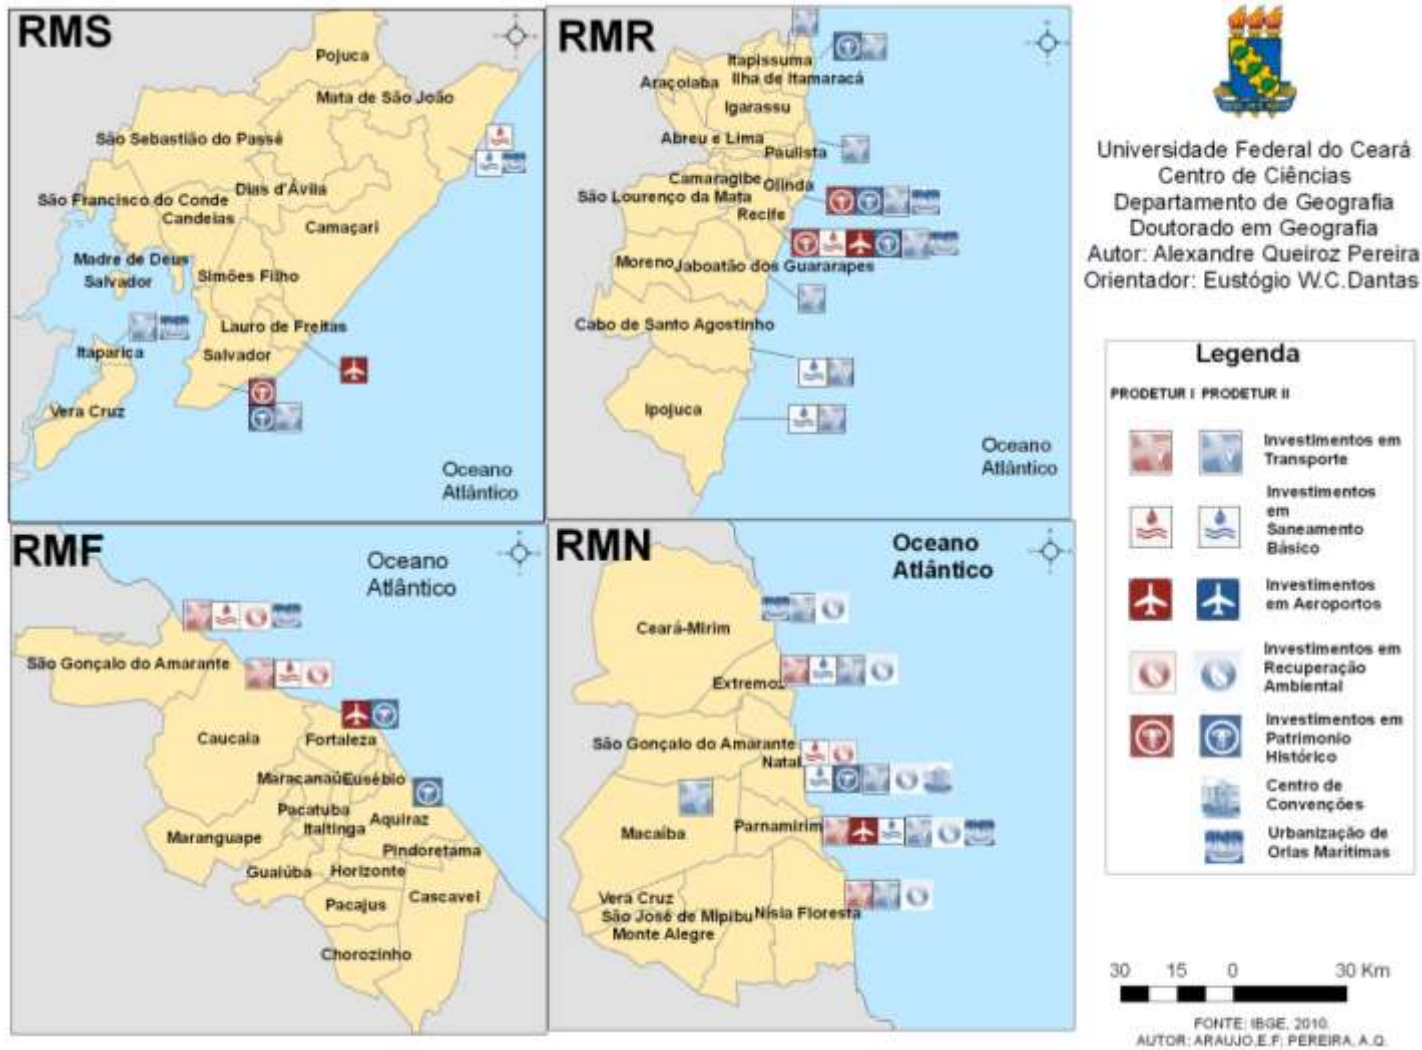 RMS
Pojuca
Mata de São João
São Sebastião do Passé
Dias d'Ávila
São Francisco do Conde
Candeias
Camaçari
Madre de Deus
Salvador
Simões Filho
Lauro de Freitas
Itaparica
Salvador
Vera Cruz
Oceano
Atlântico
RMR
Itapissuma
Ilha de Itamaracá
Araçoiaba
Igarassu
Abreu e Lima
Paulista
Camaragibe
Olinda
São Lourenço da Mata
Recife
Moreno
Jaboatão dos Guararapes
Cabo de Santo Agostinho
Ipojuca
Oceano
Atlântico
RMF
Oceano
Atlântico
São Gonçalo do Amarante
Caucaia
Fortaleza
Maracanaú
Eusébio
Pacatuba
Itaitinga
Aquiraz
Maranguape
Pindoretama
Guaiúba
Horizonte
Cascavel
Pacajus
Chorozinho
RMN
Oceano
Atlântico
Ceará-Mirim
Extremoz
São Gonçalo do Amarante
Natal
Macaíba
Parnamirim
Vera Cruz
São José de Mipibu
Nísia Floresta
Monte Alegre
Universidade Federal do Ceará
Centro de Ciências
Departamento de Geografia
Doutorado em Geografia
Autor: Alexandre Queiroz Pereira
Orientador: Eustógio W.C.Dantas
Legenda
PRODETUR I PRODETUR II
Investimentos em
Transporte
Investimentos
em
Saneamento
Básico
Investimentos
em Aeroportos
Investimentos em
Recuperação
Ambiental
Investimentos em
Patrimonio
Histórico
Centro de
Convenções
Urbanização de
Orlas Maritimas
30 15 0 30 Km
FONTE: IBGE, 2010.
AUTOR: ARAUJO,E.F; PEREIRA, A.Q.